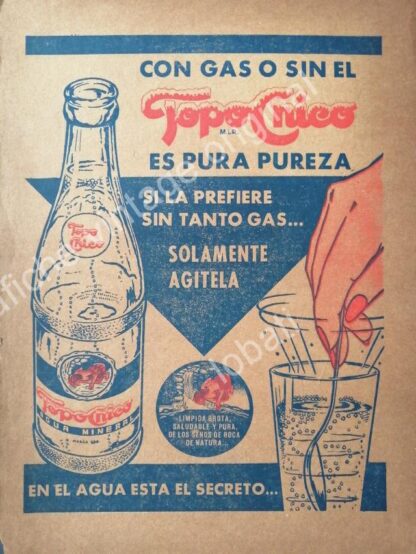 CON GAS O SIN EL
Topo Chico
M.I.R.
ES PURA PUREZA
SI LA PREFIERE
SIN TANTO GAS...
SOLAMENTE
AGITELA
Topo
Chico
TOPO CHICO
AGUA MINERAL
MARCA REG.
LIMPIDA BROTA,
SALUDABLE Y PURA,
DE LOS SENOS DE ROCA
DE NATURA...
EN EL AGUA ESTA EL SECRETO...